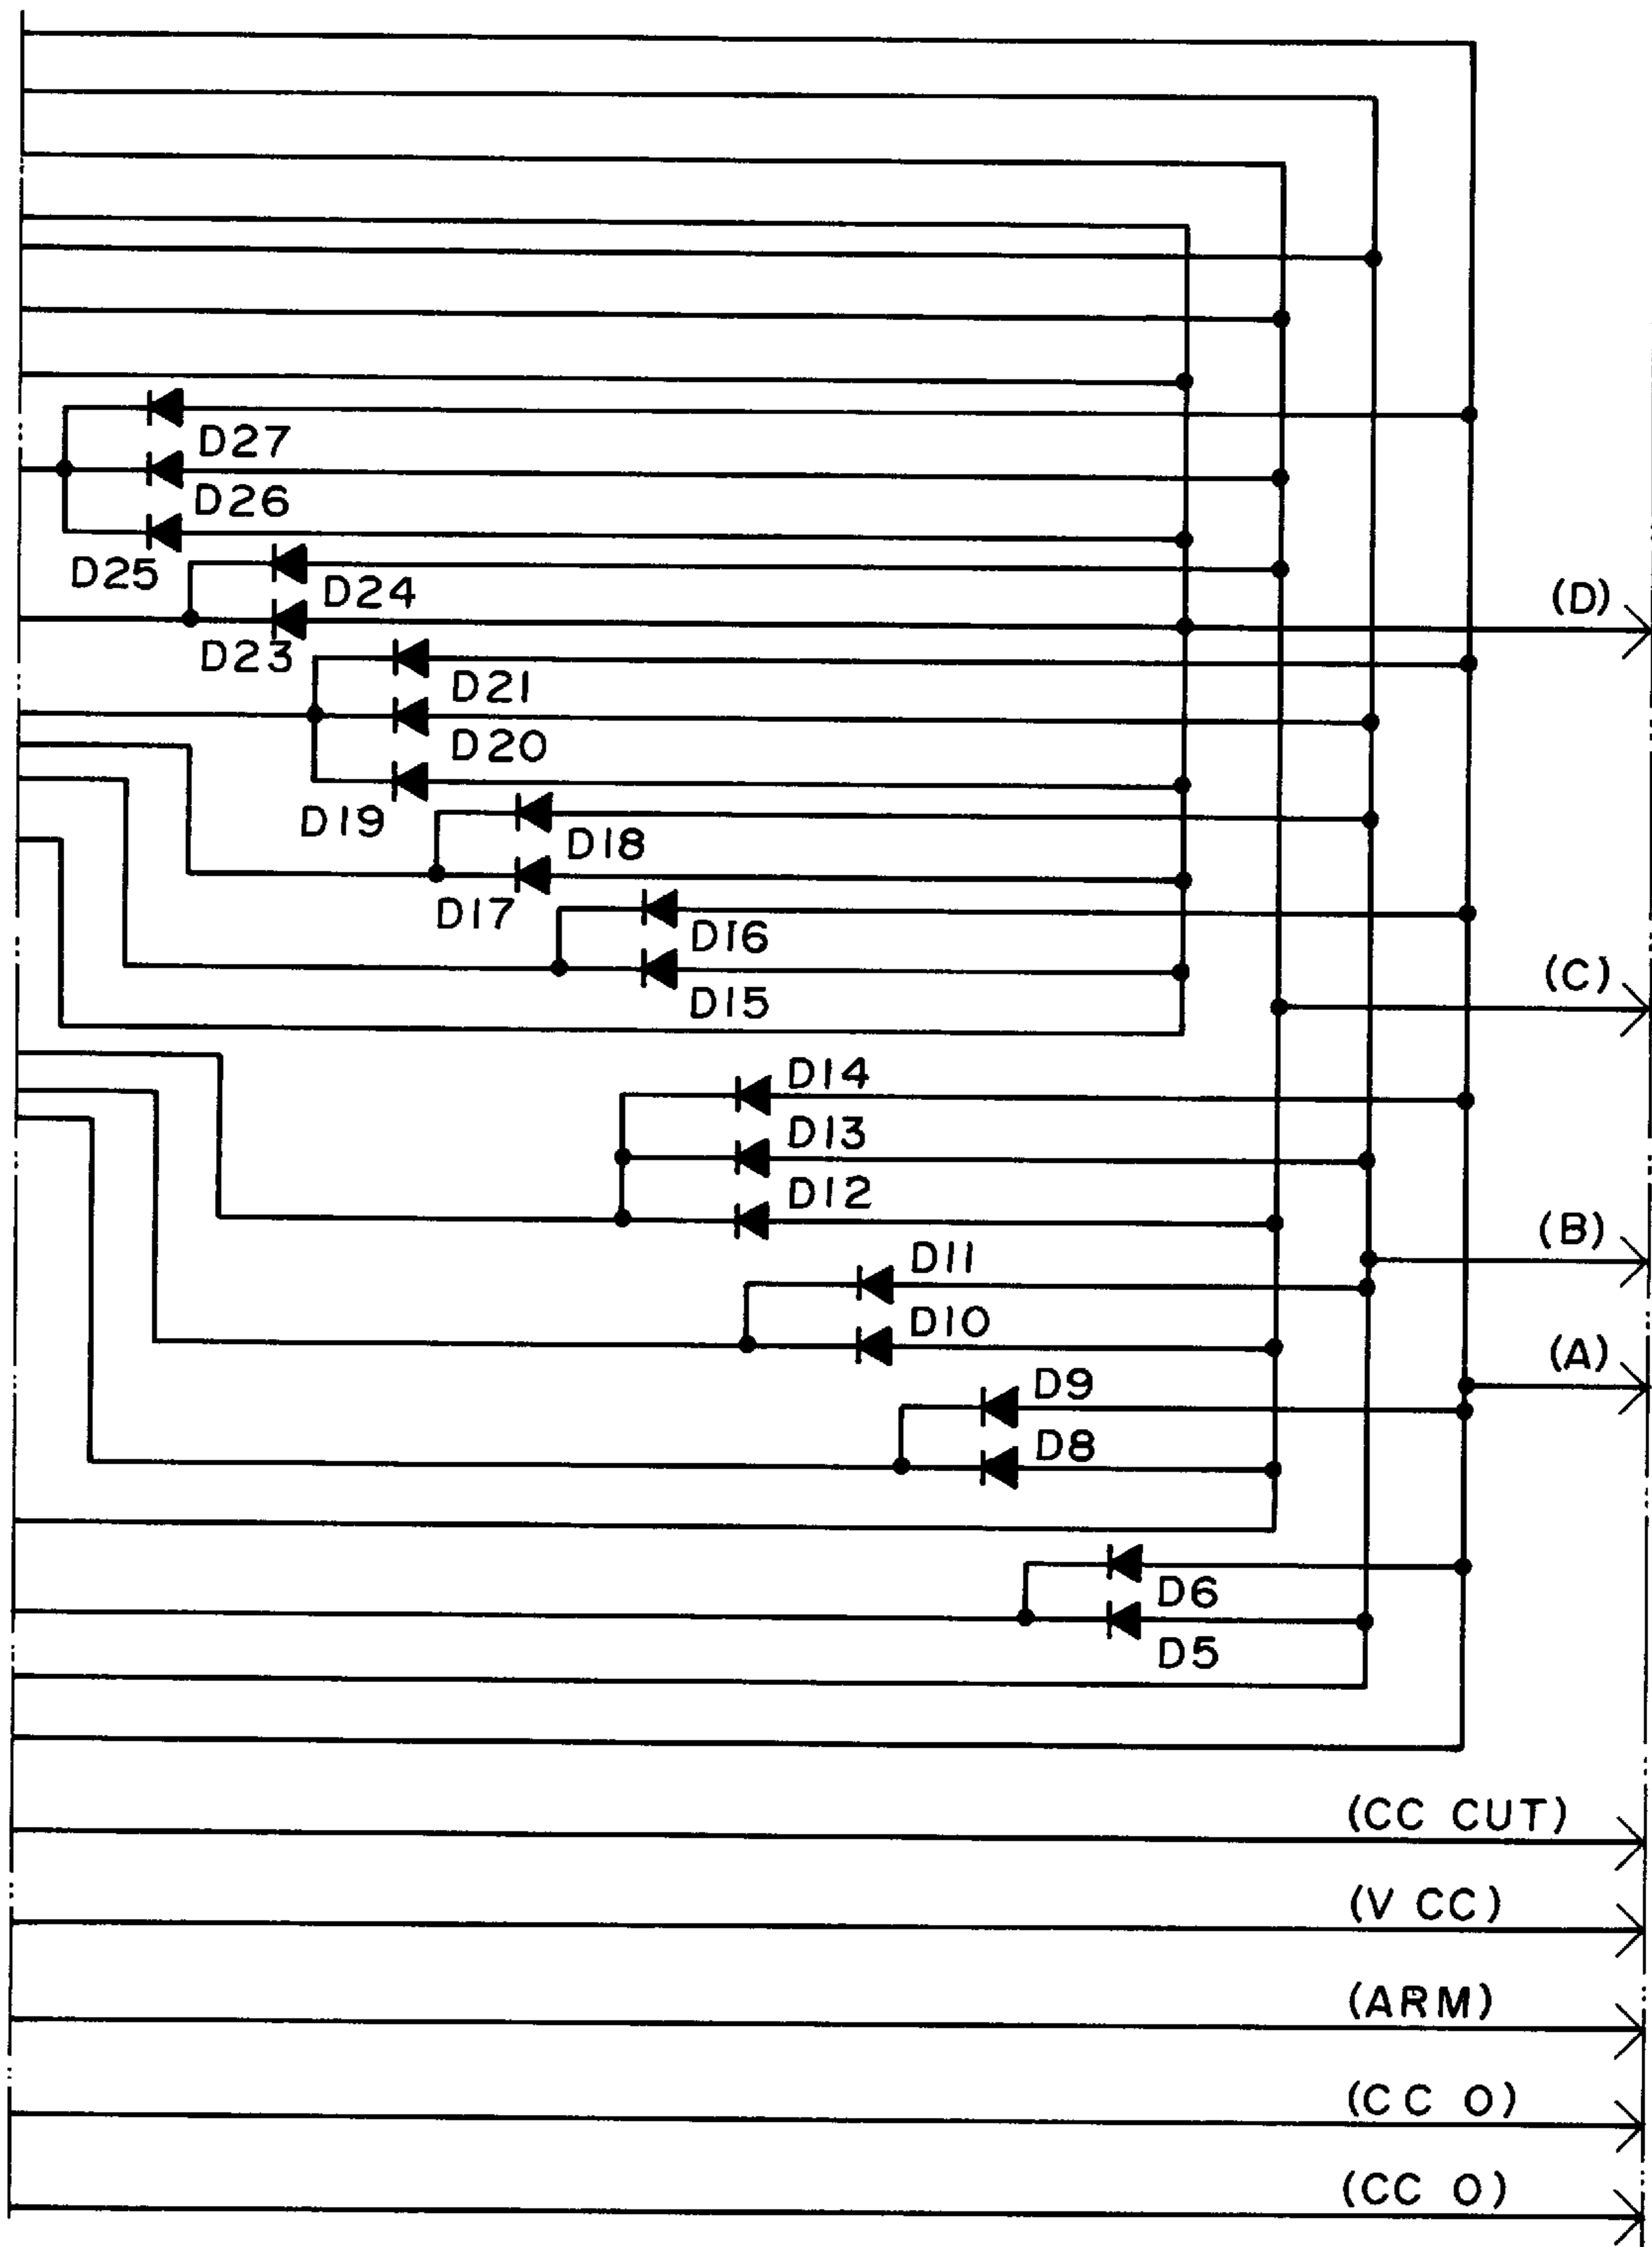 D27
D26
D25
D24
(D)
D23
D21
D20
D19
D18
D17
D16
(C)
D15
D14
D13
D12
(B)
D11
D10
(A)
D9
D8
D6
D5
(CC CUT)
(V CC)
(ARM)
(CC O)
(CC O)